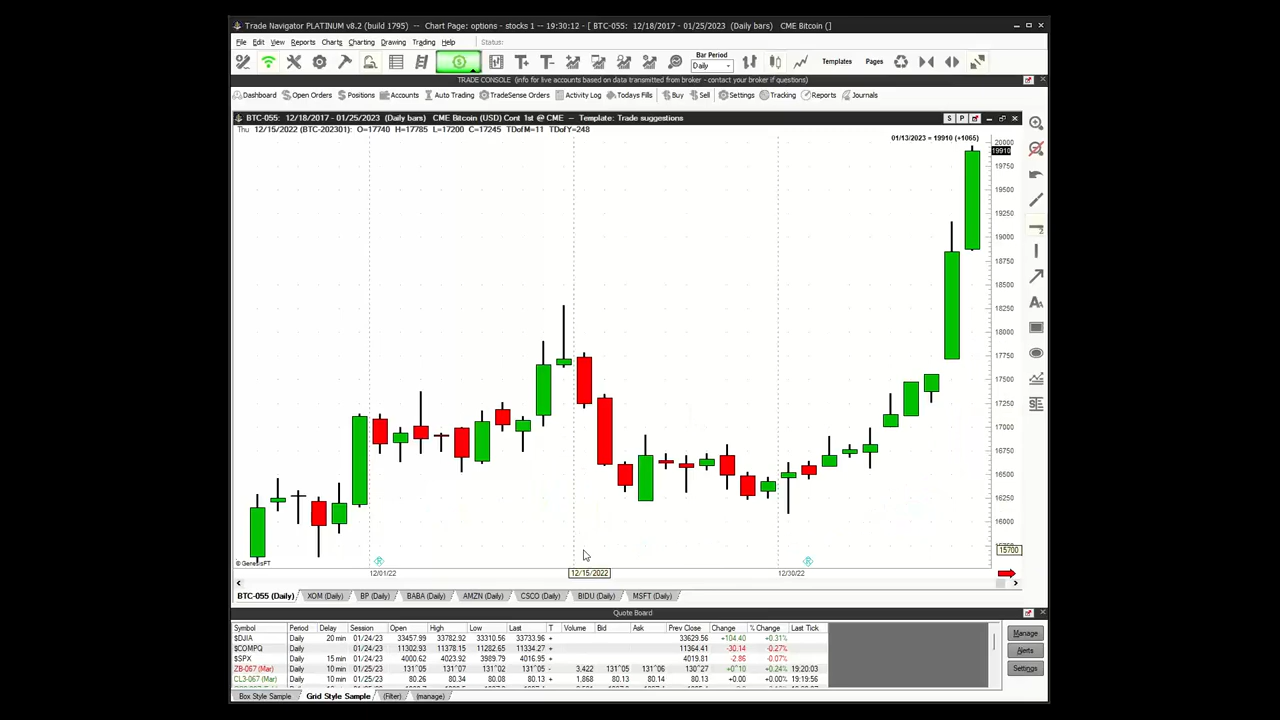 Trade Navigator PLATINUM v8.2 (build 1795) -- Chart Page: options - stocks 1 -- 19:30:12 - [ BTC-055: 12/18/2017 - 01/25/2023 (Daily bars) CME Bitcoin (]
File Edit View Reports Charts Charting Drawing Trading Help Status:
Bar Period
Daily
Templates Pages
TRADE CONSOLE (info for live accounts based on data transmitted from broker - contact your broker if questions)
Dashboard Open Orders Positions Accounts Auto Trading TradeSense Orders Activity Log Todays Fills Buy Sell Settings Tracking Reports Journals
BTC-055: 12/18/2017 - 01/25/2023 (Daily bars) CME Bitcoin (USD) Cont 1st @ CME -- Template: Trade suggestions
S P
Thu 12/15/2022 (BTC-202301): O=17740 H=17785 L=17200 C=17245 TDofM=11 TDofY=248
01/13/2023 = 19910 (+1065)
20000
19910
19750
19500
19250
19000
18750
18500
18250
18000
17750
17500
17250
17000
16750
16500
16250
16000
15700
© GenesisFT
R R
12/01/22 12/15/2022 12/30/22
BTC-055 (Daily) XOM (Daily) BP (Daily) BABA (Daily) AMZN (Daily) CSCO (Daily) BIDU (Daily) MSFT (Daily)
Quote Board
Symbol Period Delay Session Open High Low Last T Volume Bid Ask Prev Close Change % Change Last Tick
$DJIA Daily 20 min 01/24/23 33457.99 33782.92 33310.56 33733.96 + 33629.56 +104.40 +0.31%
$COMPQ Daily 01/24/23 11302.93 11378.15 11282.65 11334.27 + 11364.41 -30.14 -0.27%
$SPX Daily 15 min 01/24/23 4000.62 4023.92 3989.79 4016.95 + 4019.81 -2.86 -0.07%
ZB-067 (Mar) Daily 10 min 01/25/23 131^05 131^07 131^02 131^05 - 3,422 131^05 131^06 130^27 +0^10 +0.24% 19:20:03
CL3-067 (Mar) Daily 10 min 01/25/23 80.26 80.34 80.08 80.13 + 1,868 80.13 80.14 80.13 +0.00 +0.00% 19:19:56
Manage
Alerts
Settings
Box Style Sample Grid Style Sample (Filter) (manage)